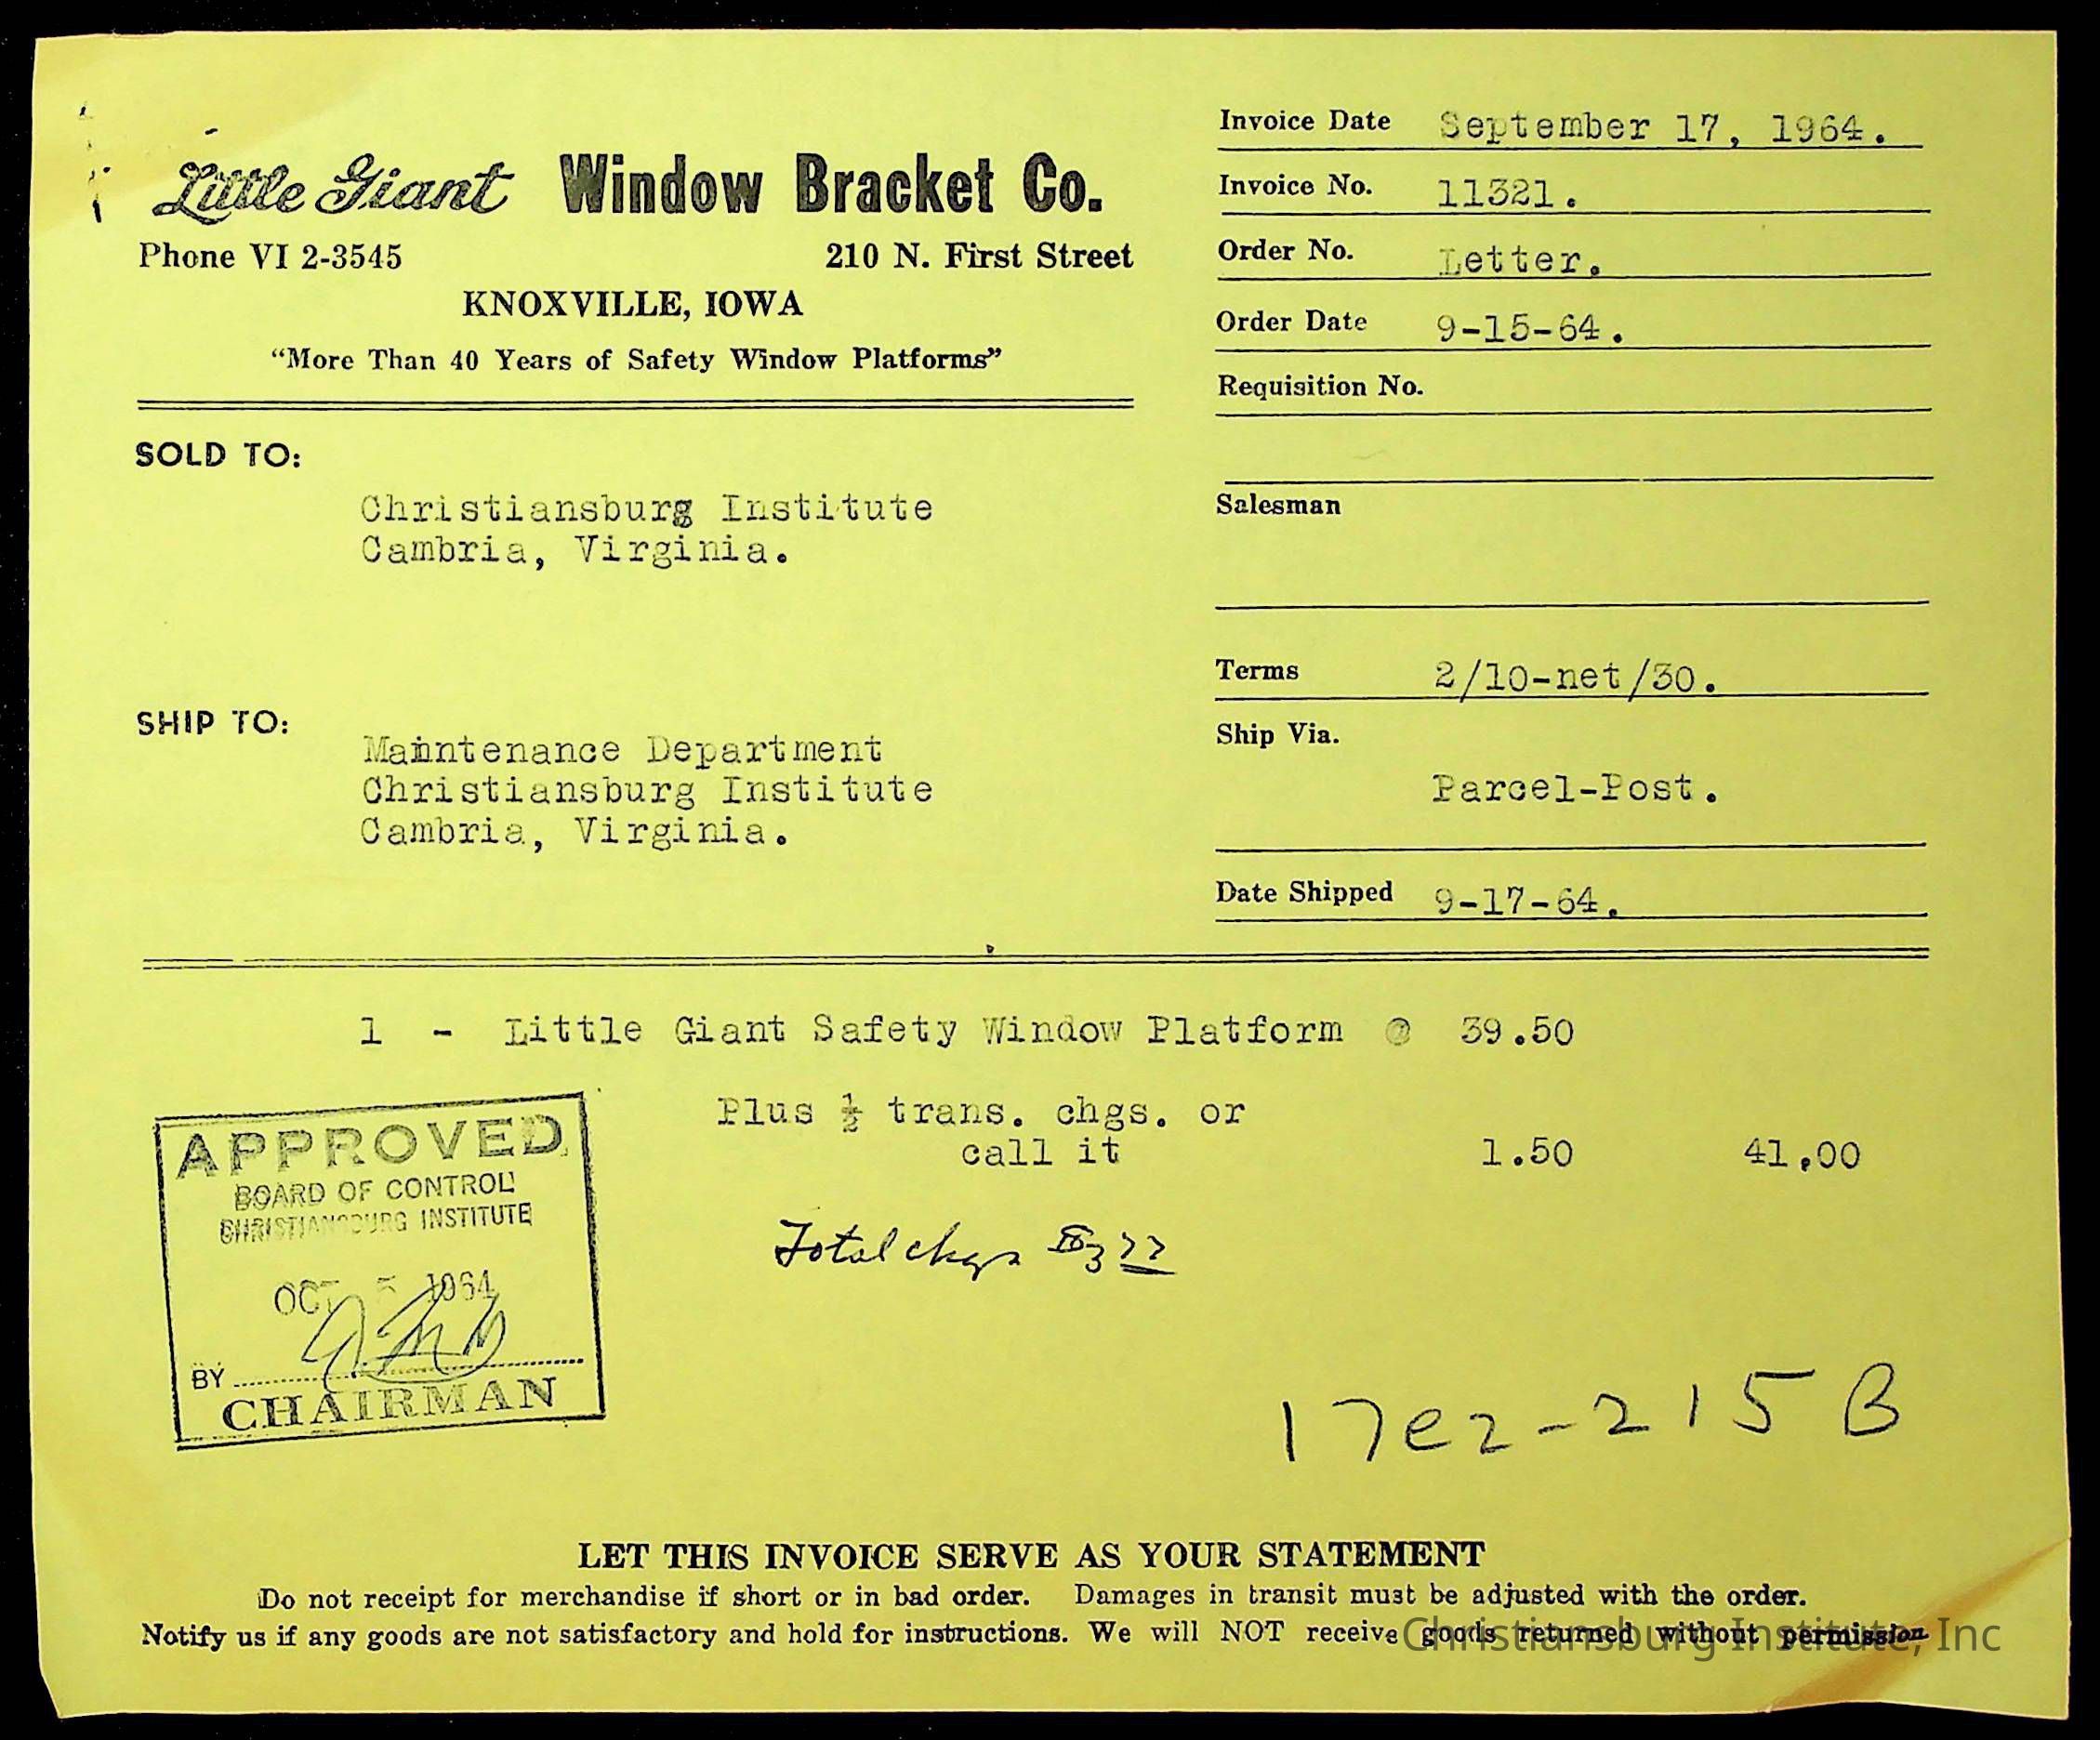 Little Giant Window Bracket Co.
Phone VI 2-3545 210 N. First Street
KNOXVILLE, IOWA
"More Than 40 Years of Safety Window Platforms"
Invoice Date September 17, 1964.
Invoice No. 11321.
Order No. Letter.
Order Date 9-15-64.
Requisition No.
Salesman
Terms 2/10-net/30.
Ship Via.
Parcel-Post.
Date Shipped 9-17-64.
SOLD TO:
Christiansburg Institute
Cambria, Virginia.
SHIP TO:
Mainntenance Department
Christiansburg Institute
Cambria, Virginia.
1 - Little Giant Safety Window Platform @ 39.50
Plus ½ trans. chgs. or
call it 1.50 41.00
Total chgs 3 22
APPROVED
BOARD OF CONTROL
CHRISTIANSBURG INSTITUTE
OCT 5 1964
BY
CHAIRMAN
17e2-215B
LET THIS INVOICE SERVE AS YOUR STATEMENT
Do not receipt for merchandise if short or in bad order. Damages in transit must be adjusted with the order.
Notify us if any goods are not satisfactory and hold for instructions. We will NOT receive goods returned without permission
Christiansburg Institute, Inc